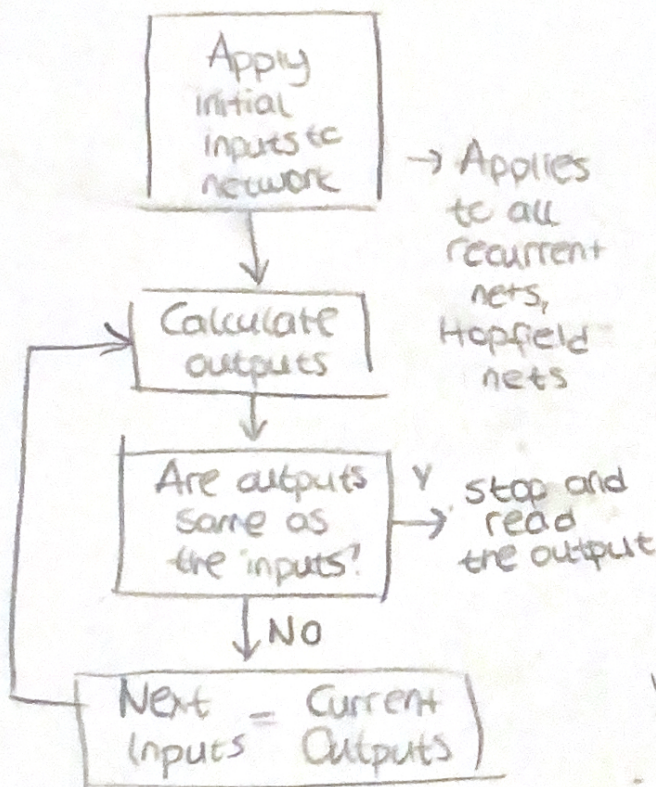 Apply
initial
inputs to
network
→ Applies
to all
recurrent
nets,
Hopfield
nets
Calculate
outputs
Are outputs
same as
the inputs?
Y
stop and
read
the output
NO
Next = Current
Inputs Outputs